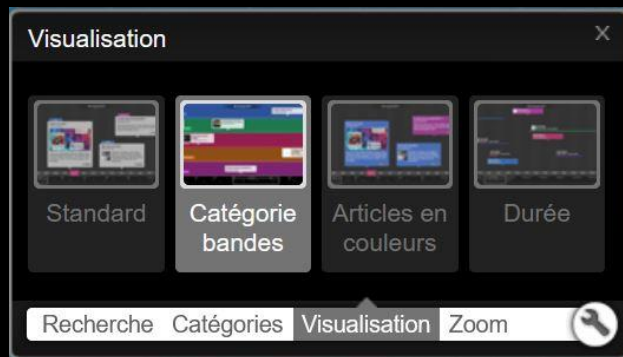 Visualisation
X
Standard
Catégorie
bandes
Articles en
couleurs
Durée
Recherche Catégories Visualisation Zoom